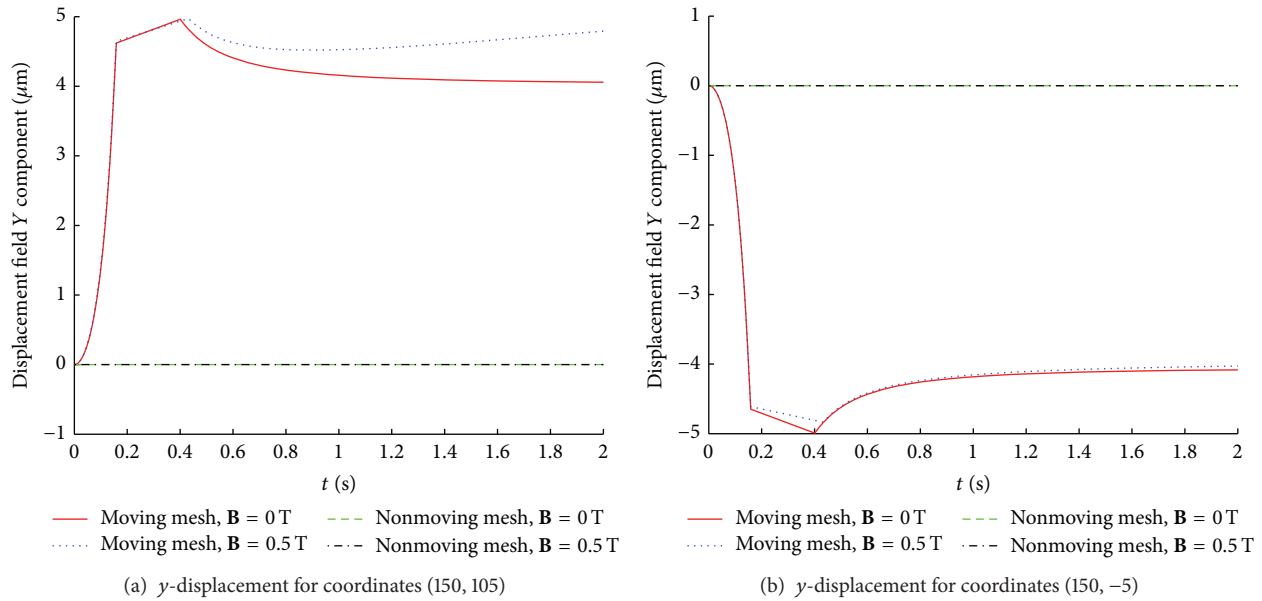 5
4
3
2
1
0
−1
Displacement field Y component (μm)
0 0.2 0.4 0.6 0.8 1 1.2 1.4 1.6 1.8 2
t (s)
Moving mesh, B = 0 T
Moving mesh, B = 0.5 T
Nonmoving mesh, B = 0 T
Nonmoving mesh, B = 0.5 T
(a) y-displacement for coordinates (150, 105)
1
0
−1
−2
−3
−4
−5
Displacement field Y component (μm)
0 0.2 0.4 0.6 0.8 1 1.2 1.4 1.6 1.8 2
t (s)
Moving mesh, B = 0 T
Moving mesh, B = 0.5 T
Nonmoving mesh, B = 0 T
Nonmoving mesh, B = 0.5 T
(b) y-displacement for coordinates (150, −5)